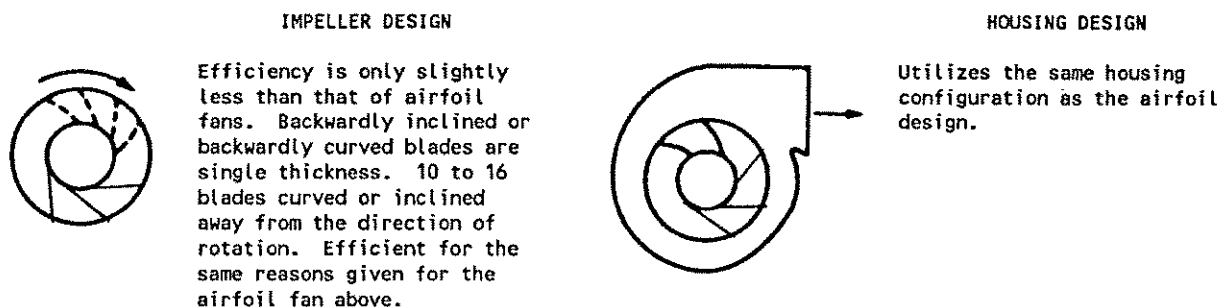 IMPELLER DESIGN
Efficiency is only slightly
less than that of airfoil
fans. Backwardly inclined or
backwardly curved blades are
single thickness. 10 to 16
blades curved or inclined
away from the direction of
rotation. Efficient for the
same reasons given for the
airfoil fan above.
HOUSING DESIGN
Utilizes the same housing
configuration as the airfoil
design.